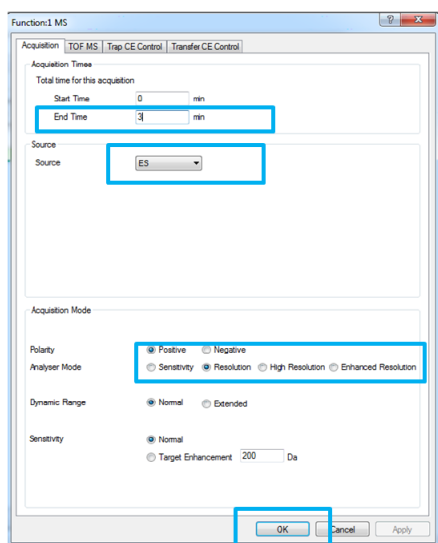 Function:1 MS
Acquisition TOF MS Trap CE Control Transfer CE Control
Acquisition Times
Total time for this acquisition
Start Time 0 min
End Time 3 min
Source
Source ES
Acquisition Mode
Polarity Positive Negative
Analyser Mode Sensitivity Resolution High Resolution Enhanced Resolution
Dynamic Range Normal Extended
Sensitivity Normal
Target Enhancement 200 Da
OK Cancel Apply